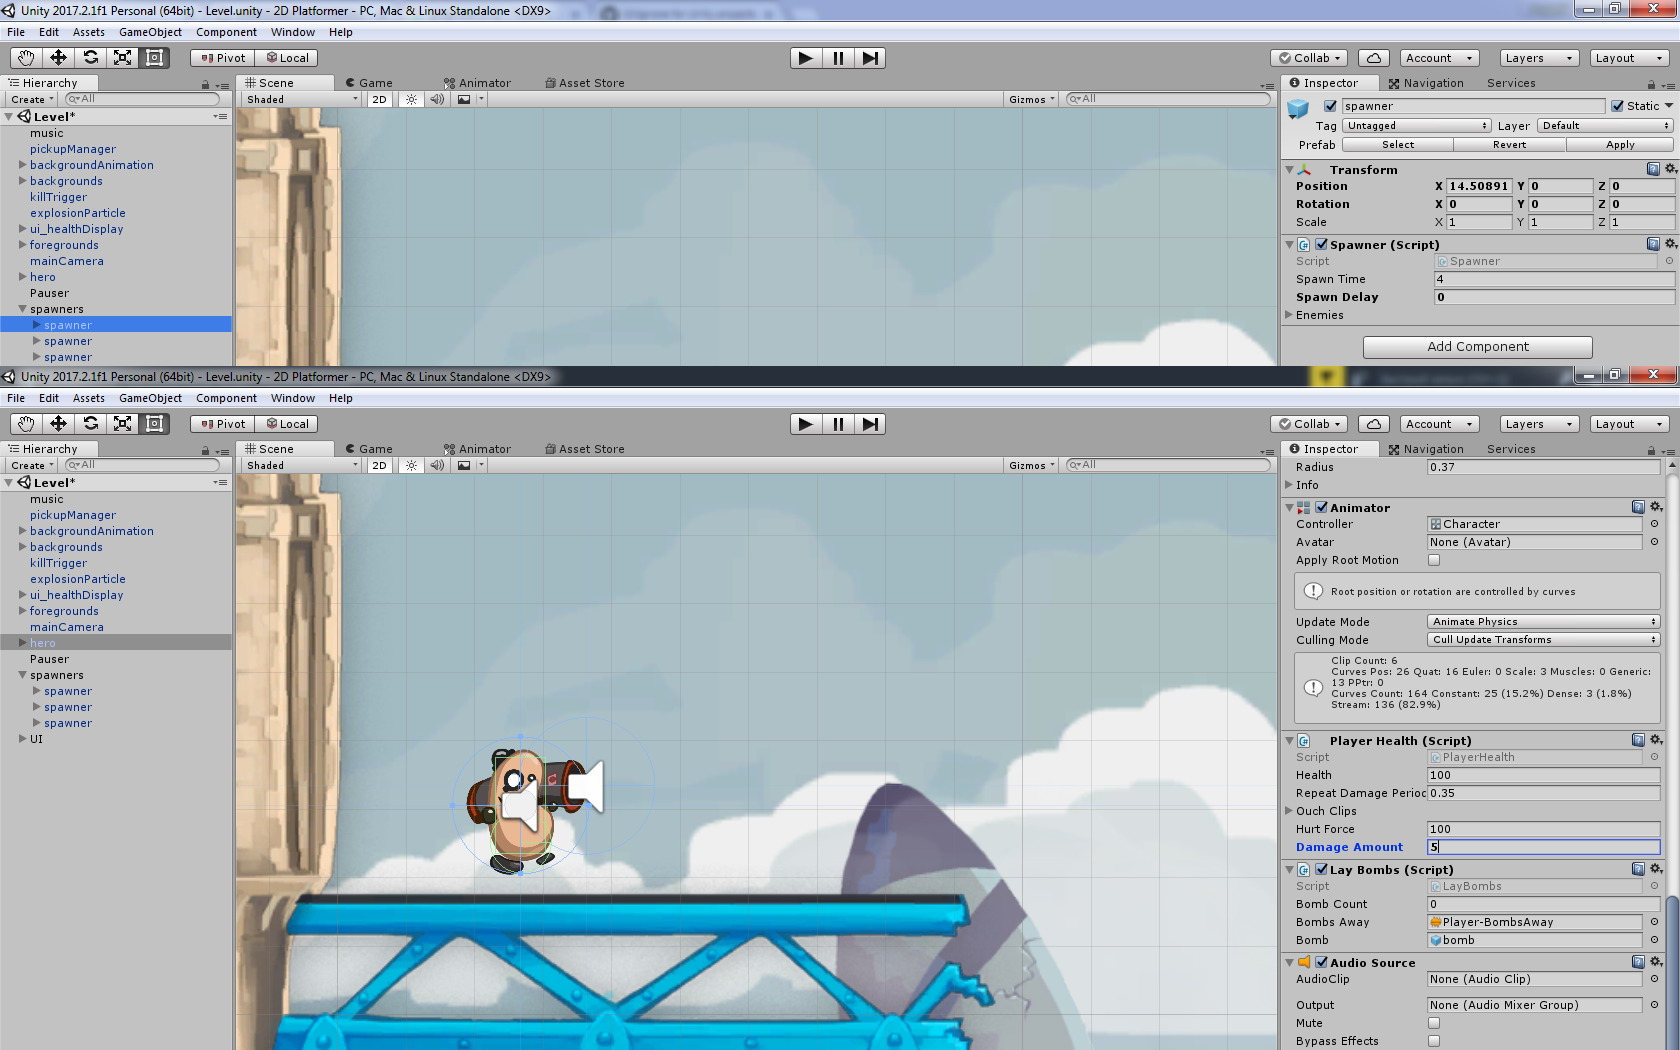 Unity 2017.2.1f1 Personal (64bit) - Level.unity - 2D Platformer - PC, Mac & Linux Standalone <DX9>
File Edit Assets GameObject Component Window Help
Pivot Local Collab Account Layers Layout
Hierarchy Scene Game Animator Asset Store Inspector Navigation Services
Create All Shaded 2D Gizmos All
spawner Static
Level*
music
Tag Untagged Layer Default
pickupManager
Prefab Select Revert Apply
backgroundAnimation
Transform
backgrounds
Position X 14.50891 Y 0 Z 0
killTrigger
Rotation X 0 Y 0 Z 0
explosionParticle
Scale X 1 Y 1 Z 1
ui_healthDisplay
foregrounds
Spawner (Script)
mainCamera
Script Spawner
hero
Spawn Time 4
Pauser
Spawn Delay 0
spawners
Enemies
spawner
spawner
Add Component
spawner
Unity 2017.2.1f1 Personal (64bit) - Level.unity - 2D Platformer - PC, Mac & Linux Standalone <DX9>
File Edit Assets GameObject Component Window Help
Pivot Local Collab Account Layers Layout
Hierarchy Scene Game Animator Asset Store Inspector Navigation Services
Create All Shaded 2D Gizmos All
Radius 0.37
Level*
Info
music
Animator
pickupManager
Controller Character
backgroundAnimation
Avatar None (Avatar)
backgrounds
Apply Root Motion
killTrigger
explosionParticle
Root position or rotation are controlled by curves
ui_healthDisplay
foregrounds
Update Mode Animate Physics
mainCamera
Culling Mode Cull Update Transforms
hero
Pauser
Clip Count: 6
Curves Pos: 26 Quat: 16 Euler: 0 Scale: 3 Muscles: 0 Generic:
13 PPtr: 0
Curves Count: 164 Constant: 25 (15.2%) Dense: 3 (1.8%)
Stream: 136 (82.9%)
spawners
spawner
spawner
spawner
UI
Player Health (Script)
Script PlayerHealth
Health 100
Repeat Damage Perioc 0.35
Ouch Clips
Hurt Force 100
Damage Amount 5
Lay Bombs (Script)
Script LayBombs
Bomb Count 0
Bombs Away Player-BombsAway
Bomb bomb
Audio Source
AudioClip None (Audio Clip)
Output None (Audio Mixer Group)
Mute
Bypass Effects